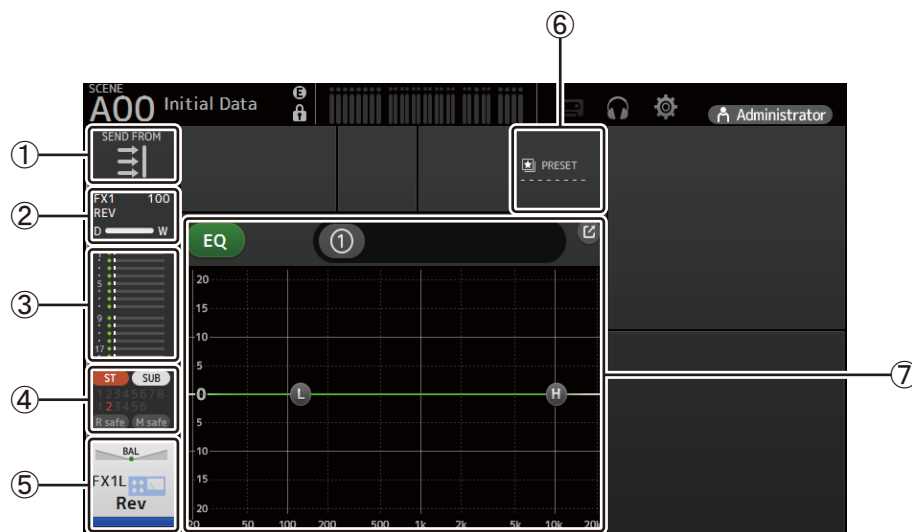 ⑥
SCENE
A00 Initial Data
E
Administrator
①
SEND FROM
PRESET
②
FX1 100
REV
D W
EQ
①
③
5
9
17
20
15
10
5
0
5
10
15
20
L
H
⑦
④
ST SUB
12345678
123456
R safe M safe
⑤
BAL
FX1L
Rev
20 50 100 200 500 1k 2k 5k 10k 20k